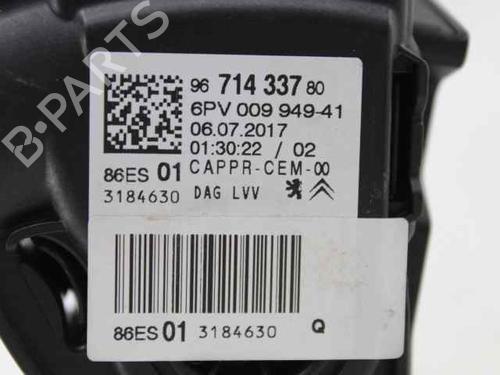 B-PARTS
96 714 337 80
6PV 009 949-41
06.07.2017
01:30:22 / 02
86ES 01 CAPPR-CEM-00
3184630 DAG LVV
86ES 01 3184630 Q